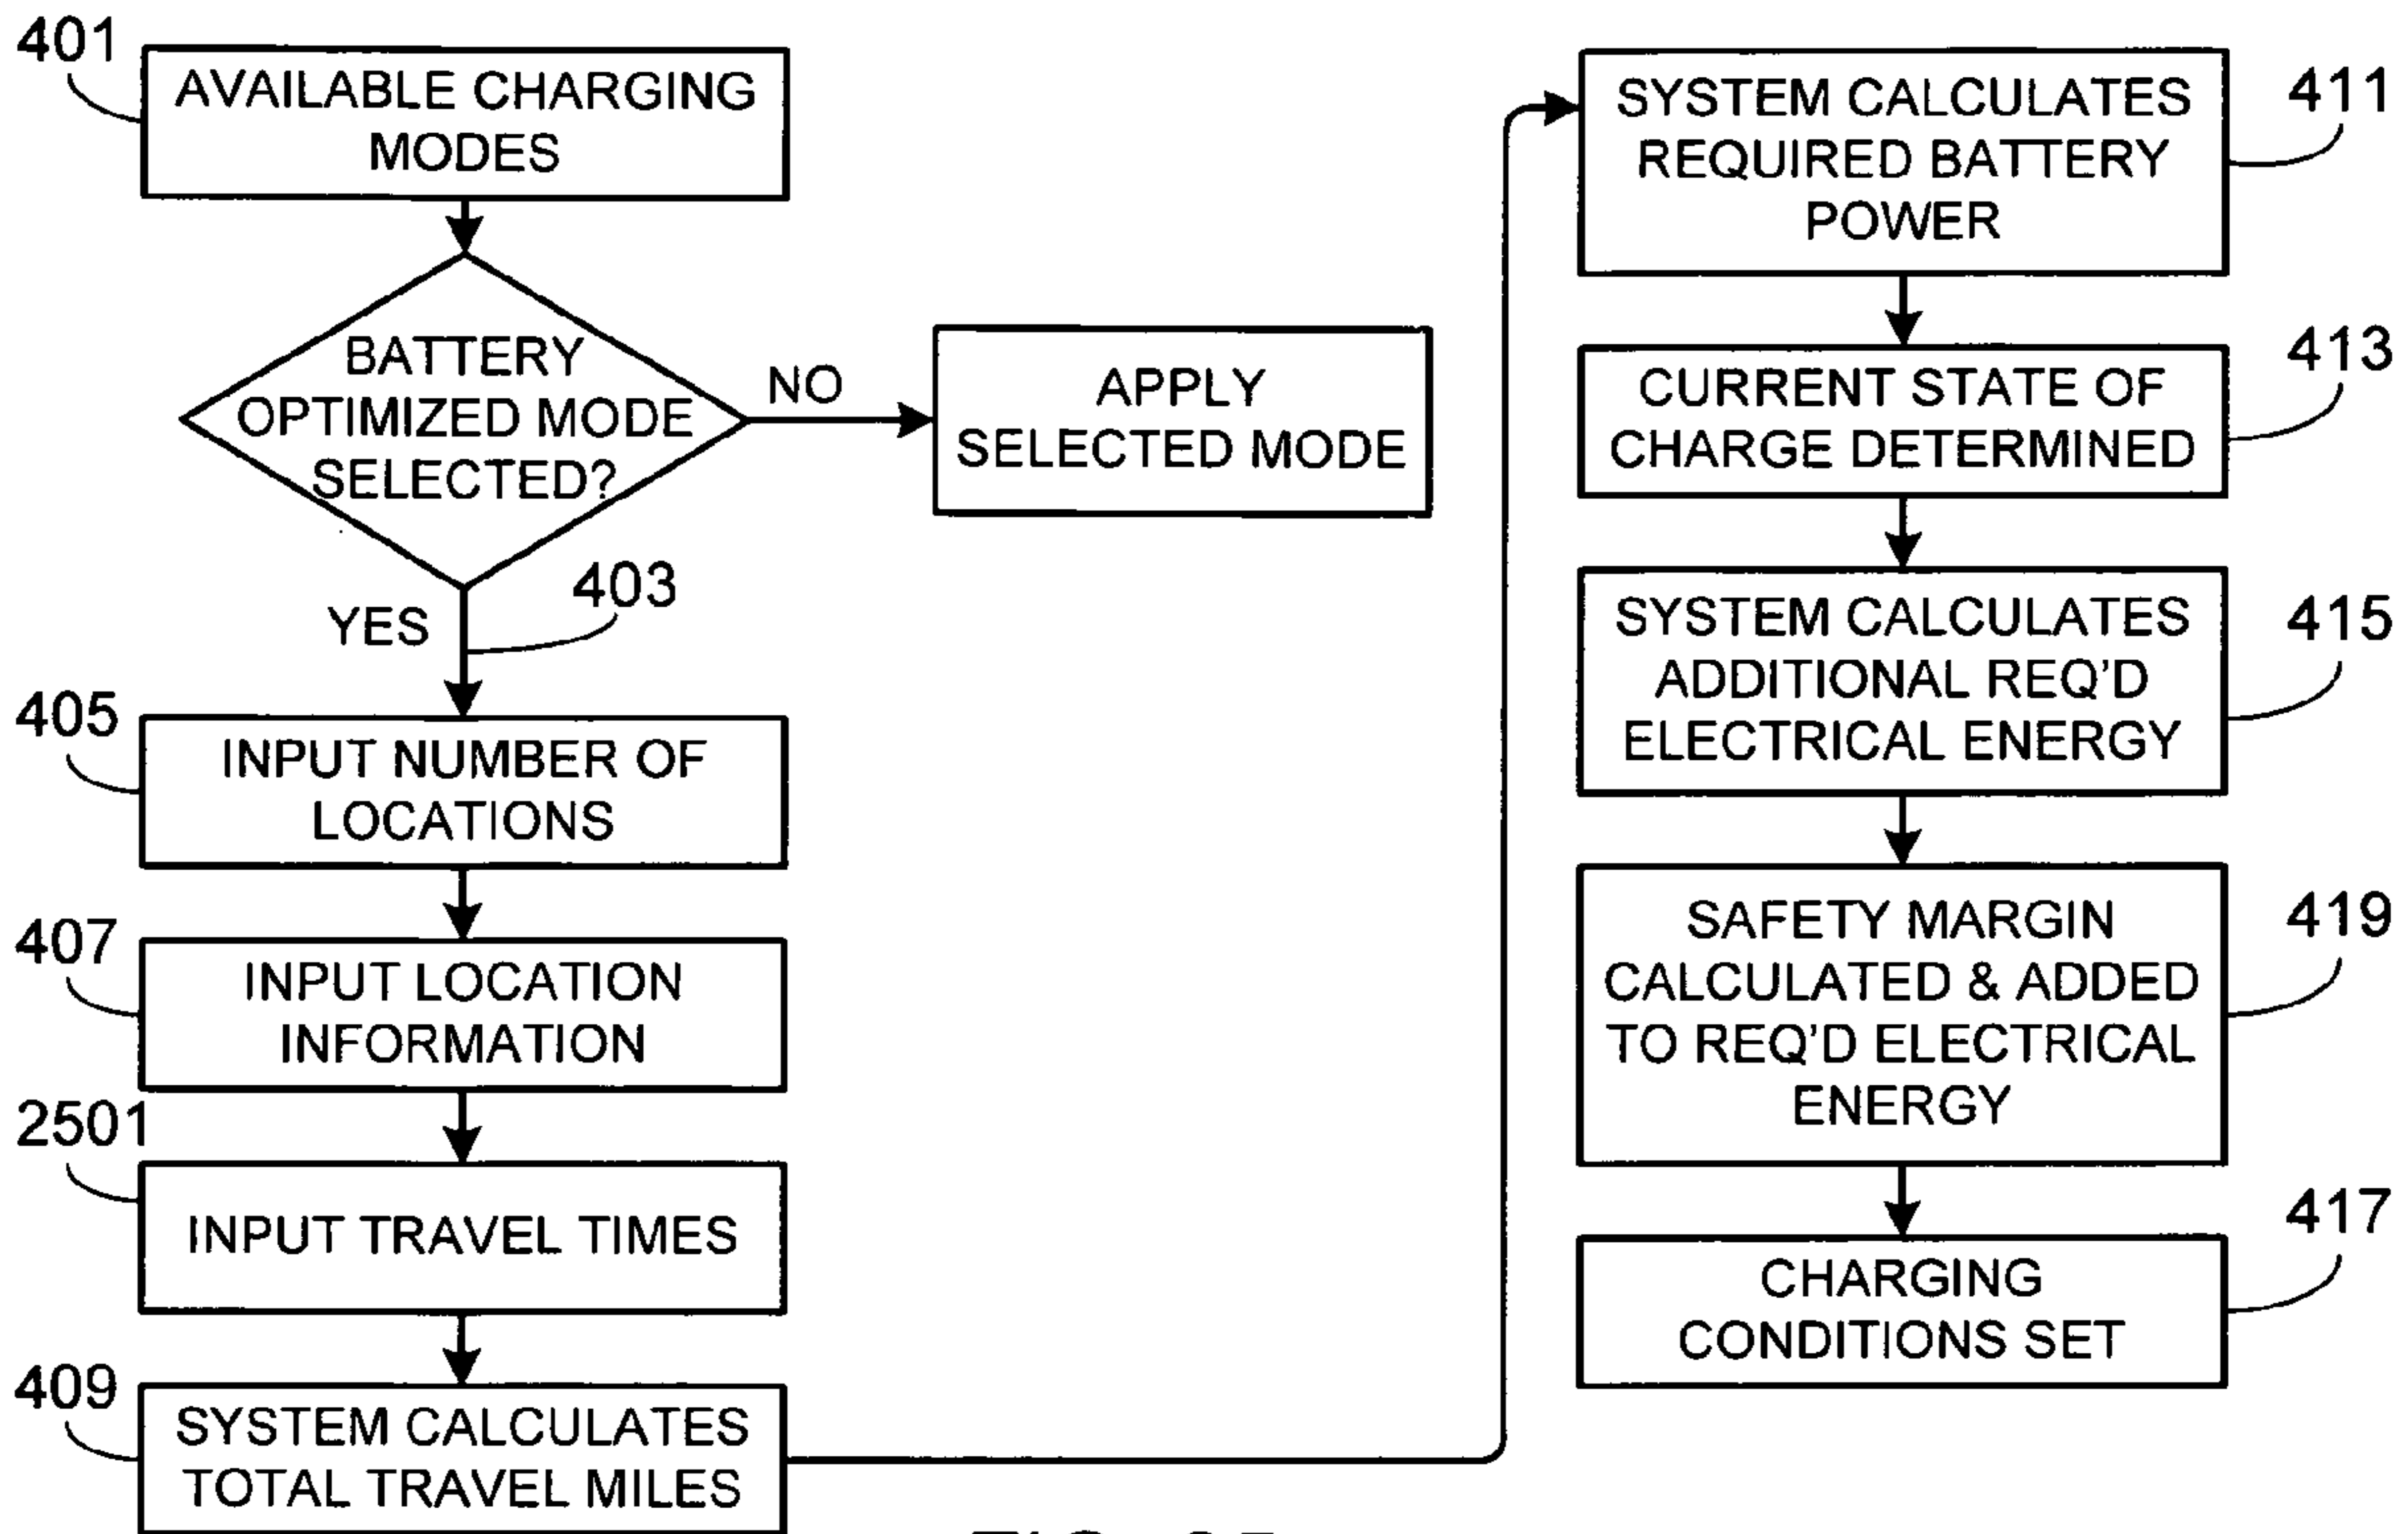 401
AVAILABLE CHARGING
MODES
BATTERY
OPTIMIZED MODE
SELECTED?
NO
APPLY
SELECTED MODE
YES
403
405
INPUT NUMBER OF
LOCATIONS
407
INPUT LOCATION
INFORMATION
2501
INPUT TRAVEL TIMES
409
SYSTEM CALCULATES
TOTAL TRAVEL MILES
SYSTEM CALCULATES
REQUIRED BATTERY
POWER
411
CURRENT STATE OF
CHARGE DETERMINED
413
SYSTEM CALCULATES
ADDITIONAL REQ'D
ELECTRICAL ENERGY
415
SAFETY MARGIN
CALCULATED & ADDED
TO REQ'D ELECTRICAL
ENERGY
419
CHARGING
CONDITIONS SET
417